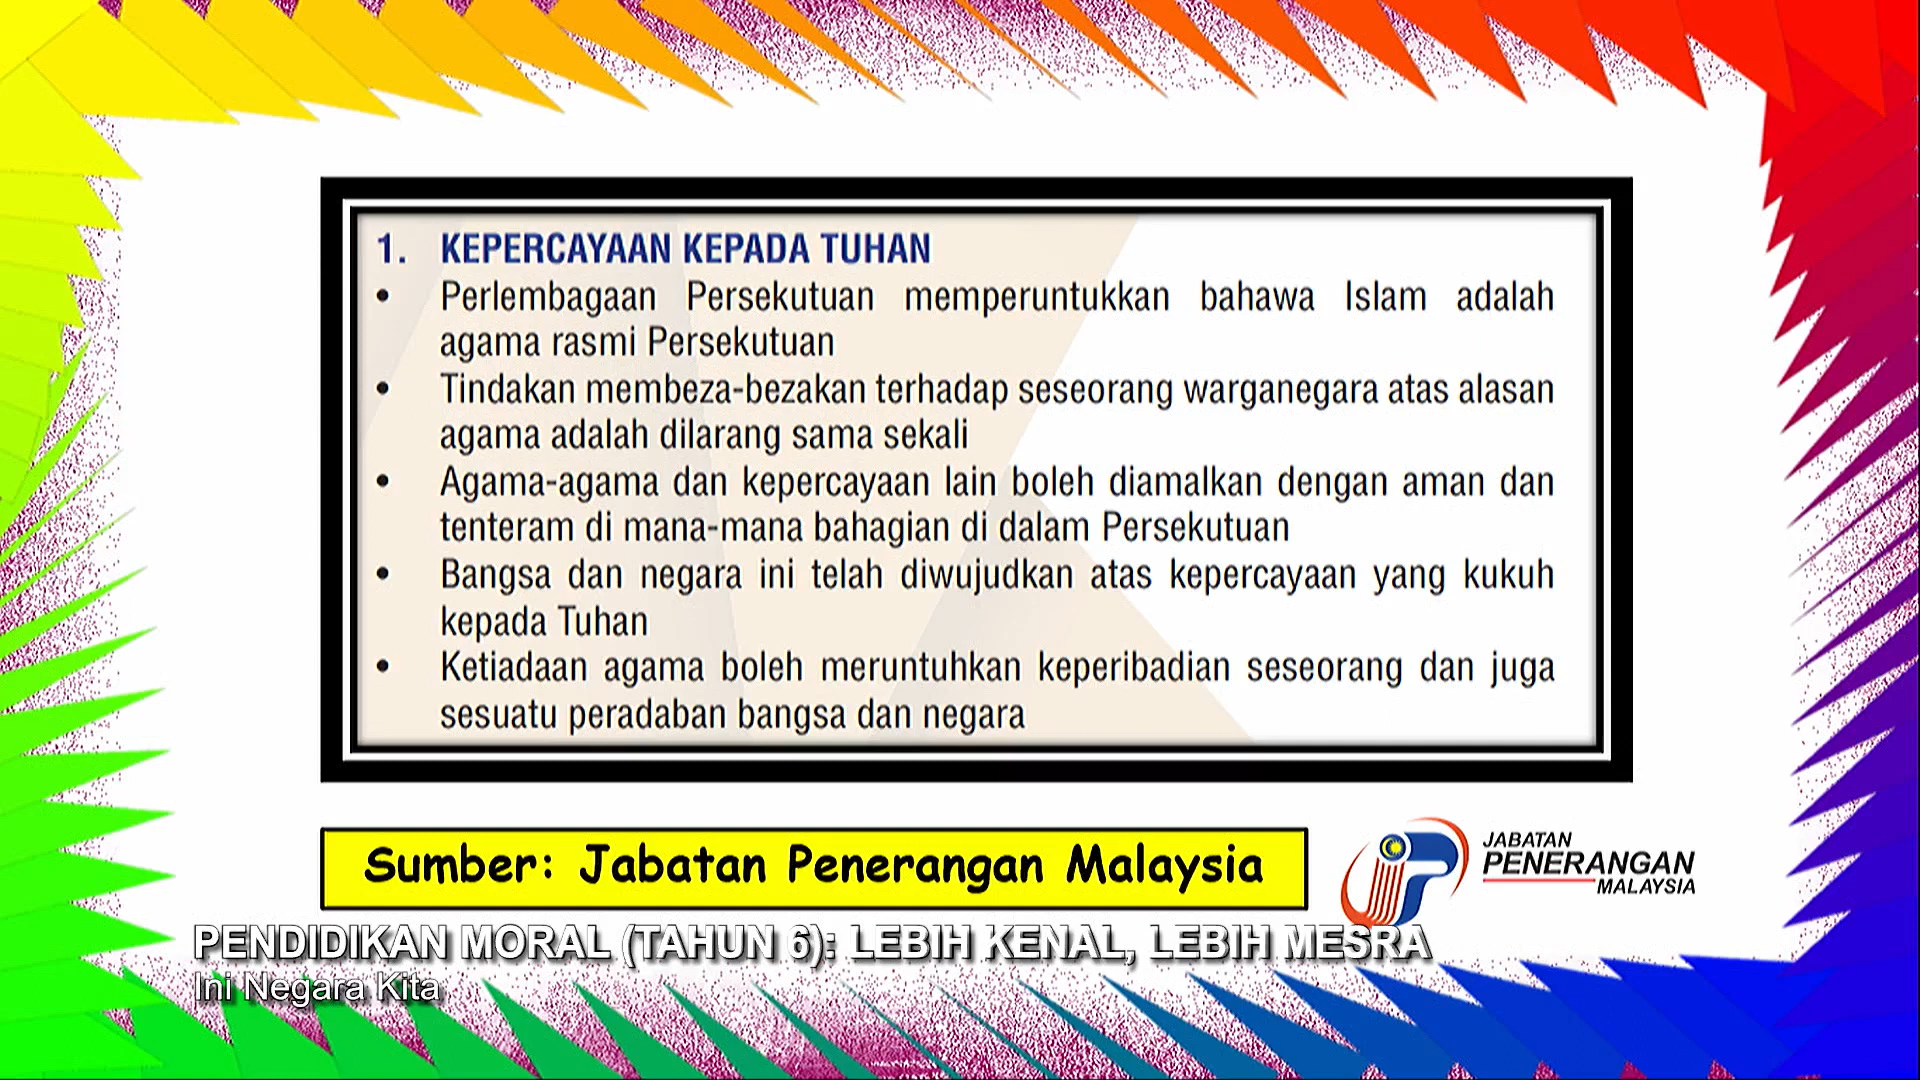 1. KEPERCAYAAN KEPADA TUHAN
• Perlembagaan Persekutuan memperuntukkan bahawa Islam adalah
agama rasmi Persekutuan
• Tindakan membeza-bezakan terhadap seseorang warganegara atas alasan
agama adalah dilarang sama sekali
• Agama-agama dan kepercayaan lain boleh diamalkan dengan aman dan
tenteram di mana-mana bahagian di dalam Persekutuan
• Bangsa dan negara ini telah diwujudkan atas kepercayaan yang kukuh
kepada Tuhan
• Ketiadaan agama boleh meruntuhkan keperibadian seseorang dan juga
sesuatu peradaban bangsa dan negara
Sumber: Jabatan Penerangan Malaysia
JABATAN
PENERANGAN
MALAYSIA
PENDIDIKAN MORAL (TAHUN 6): LEBIH KENAL, LEBIH MESRA
Ini Negara Kita